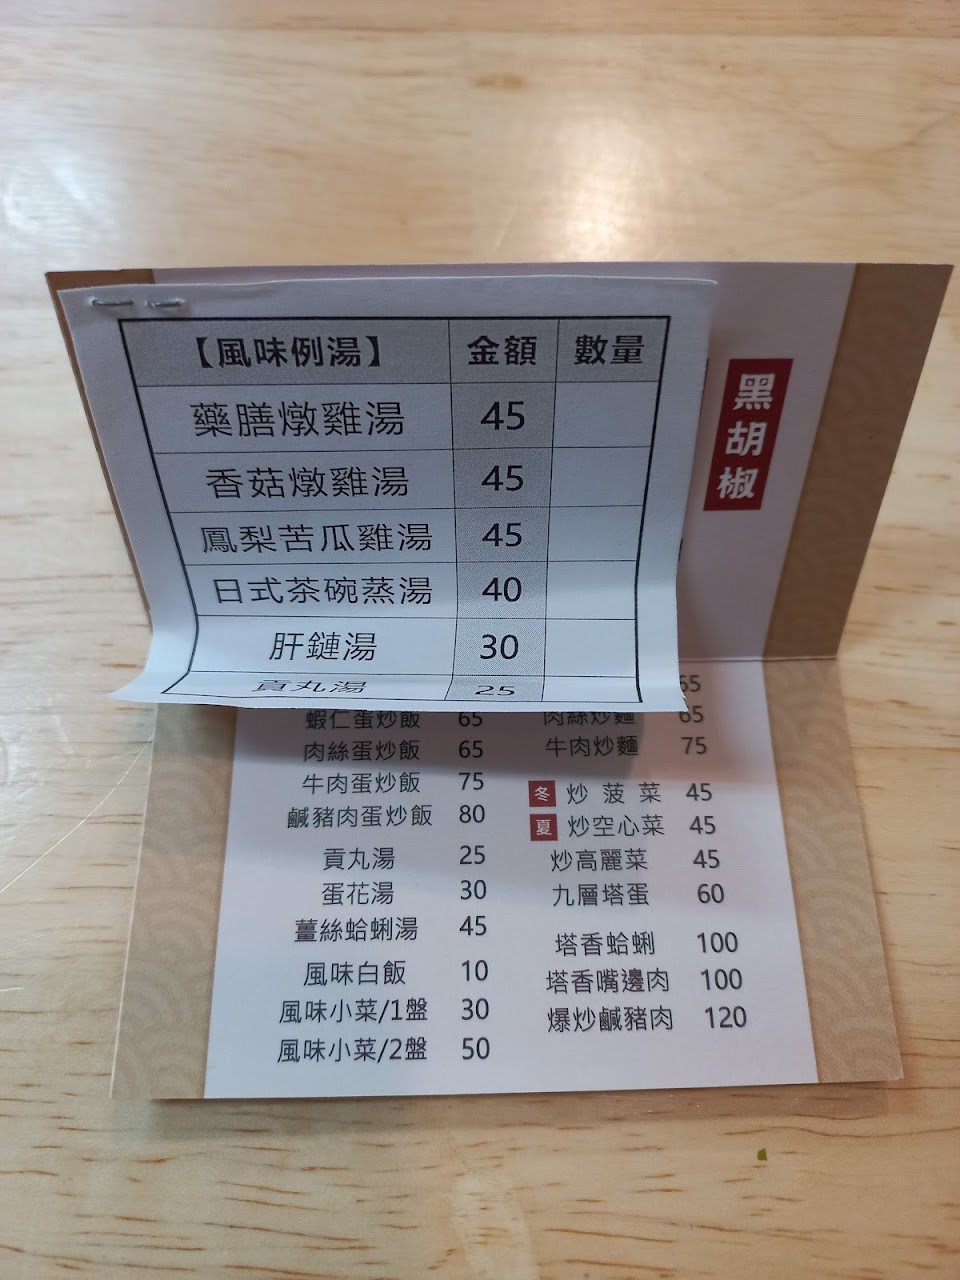 【風味例湯】 金額 數量
藥膳燉雞湯 45
香菇燉雞湯 45
鳳梨苦瓜雞湯 45
日式茶碗蒸湯 40
肝鏈湯 30
貢丸湯 25
黑胡椒
65
蝦仁蛋炒飯 65
肉絲蛋炒飯 65
牛肉蛋炒飯 75
鹹豬肉蛋炒飯 80
貢丸湯 25
蛋花湯 30
薑絲蛤蜊湯 45
風味白飯 10
風味小菜/1盤 30
風味小菜/2盤 50
肉絲炒麵 65
牛肉炒麵 75
冬 炒菠菜 45
夏 炒空心菜 45
炒高麗菜 45
九層塔蛋 60
塔香蛤蜊 100
塔香嘴邊肉 100
爆炒鹹豬肉 120